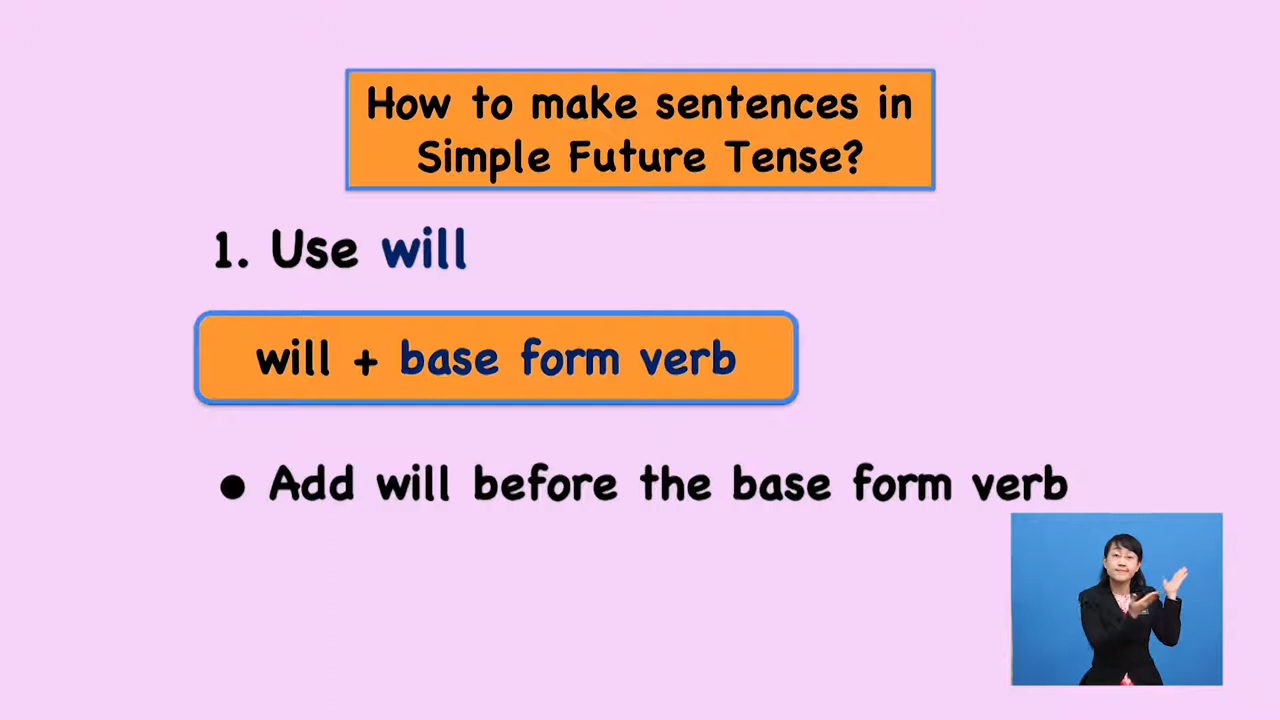 How to make sentences in
Simple Future Tense?
1. Use will
will + base form verb
● Add will before the base form verb